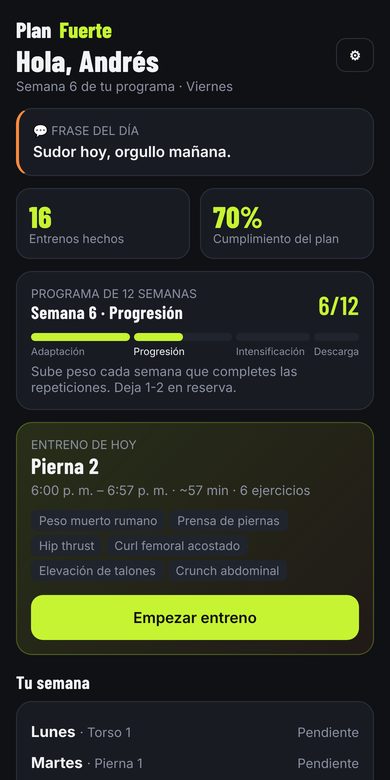 Plan Fuerte
Hola, Andrés
Semana 6 de tu programa · Viernes
💬 FRASE DEL DÍA
Sudor hoy, orgullo mañana.
16
Entrenos hechos
70%
Cumplimiento del plan
PROGRAMA DE 12 SEMANAS
Semana 6 · Progresión
6/12
Adaptación Progresión Intensificación Descarga
Sube peso cada semana que completes las
repeticiones. Deja 1-2 en reserva.
ENTRENO DE HOY
Pierna 2
6:00 p. m. – 6:57 p. m. · ~57 min · 6 ejercicios
Peso muerto rumano Prensa de piernas
Hip thrust Curl femoral acostado
Elevación de talones Crunch abdominal
Empezar entreno
Tu semana
Lunes · Torso 1 Pendiente
Martes · Pierna 1 Pendiente